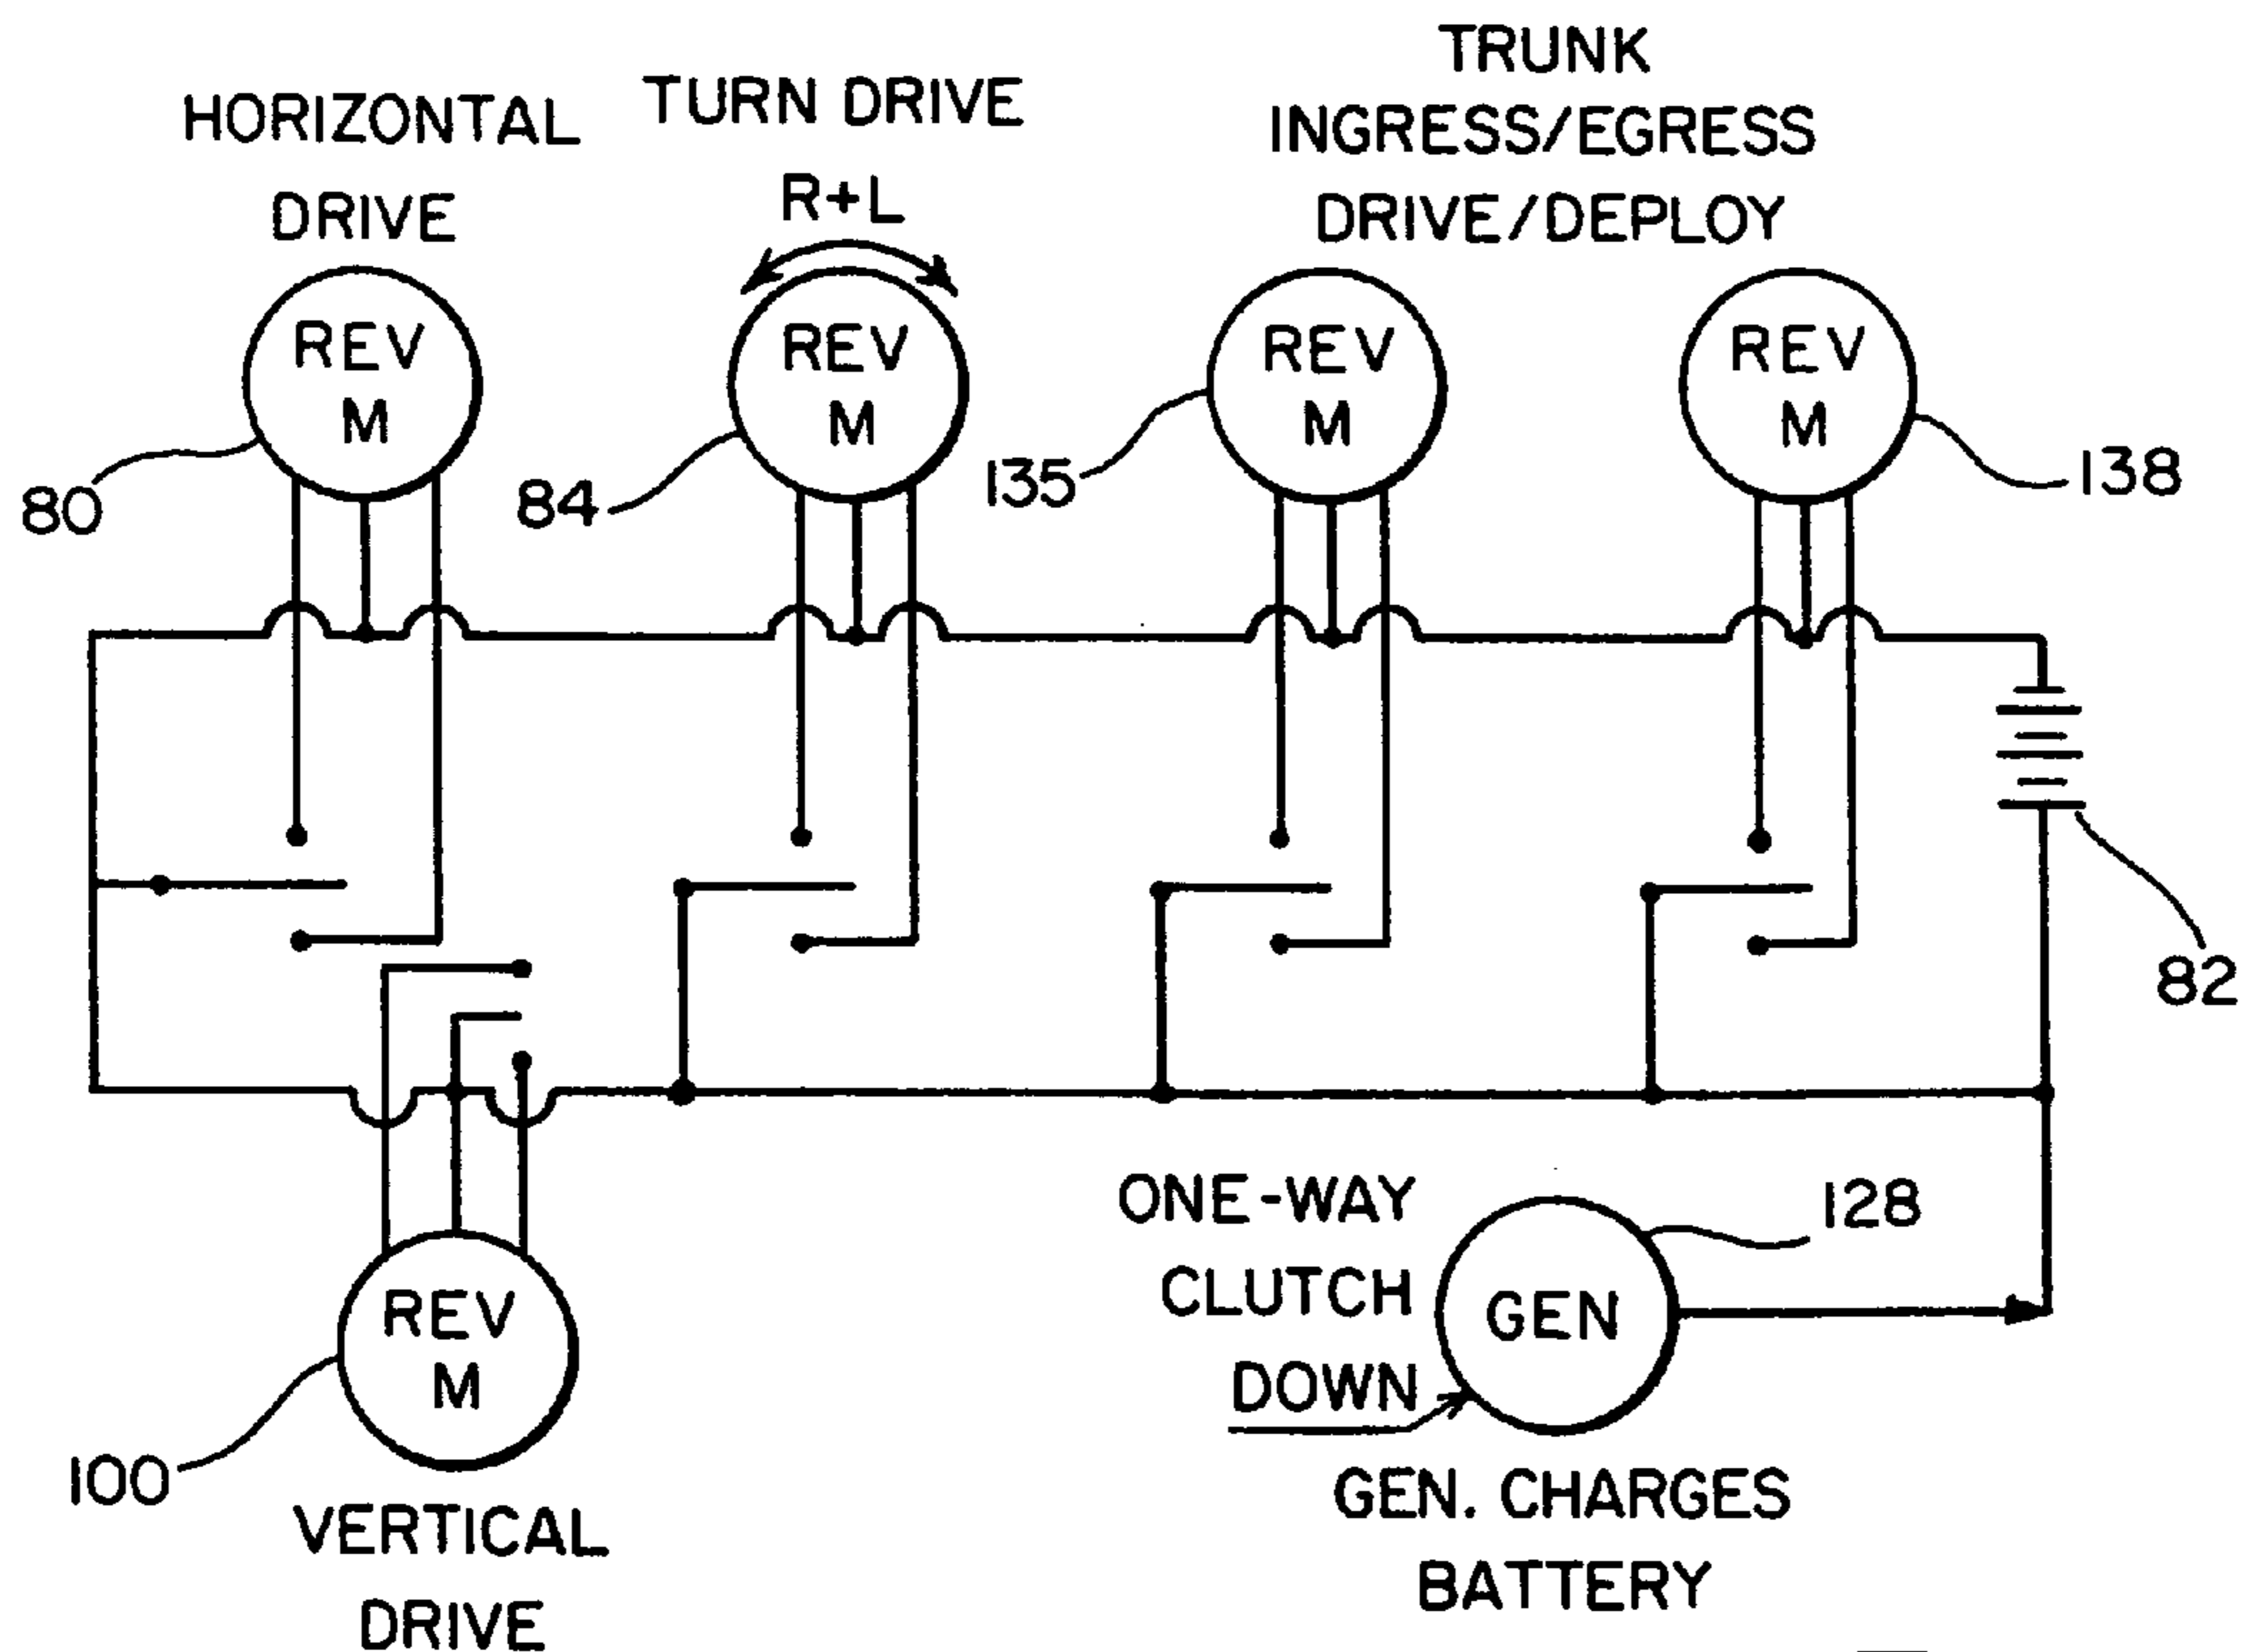 HORIZONTAL
DRIVE
TURN DRIVE
R+L
TRUNK
INGRESS/EGRESS
DRIVE/DEPLOY
REV
M
REV
M
REV
M
REV
M
80
84
135
138
82
REV
M
100
VERTICAL
DRIVE
ONE-WAY
CLUTCH
DOWN
GEN
128
GEN. CHARGES
BATTERY